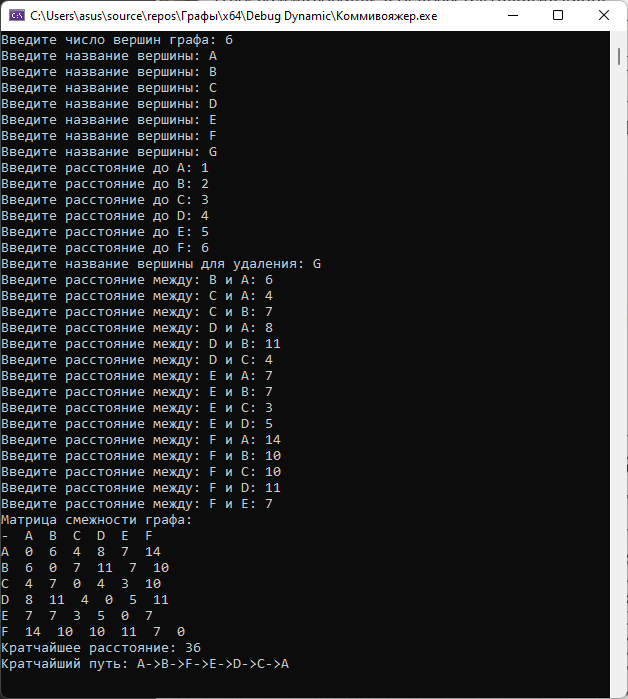 C:\Users\asus\source\repos\Графы\x64\Debug Dynamic\Коммивояжер.exe
Введите число вершин графа: 6
Введите название вершины: A
Введите название вершины: B
Введите название вершины: C
Введите название вершины: D
Введите название вершины: E
Введите название вершины: F
Введите название вершины: G
Введите расстояние до A: 1
Введите расстояние до B: 2
Введите расстояние до C: 3
Введите расстояние до D: 4
Введите расстояние до E: 5
Введите расстояние до F: 6
Введите название вершины для удаления: G
Введите расстояние между: B и A: 6
Введите расстояние между: C и A: 4
Введите расстояние между: C и B: 7
Введите расстояние между: D и A: 8
Введите расстояние между: D и B: 11
Введите расстояние между: D и C: 4
Введите расстояние между: E и A: 7
Введите расстояние между: E и B: 7
Введите расстояние между: E и C: 3
Введите расстояние между: E и D: 5
Введите расстояние между: F и A: 14
Введите расстояние между: F и B: 10
Введите расстояние между: F и C: 10
Введите расстояние между: F и D: 11
Введите расстояние между: F и E: 7
Матрица смежности графа:
-  A  B  C  D  E  F
A  0  6  4  8  7  14
B  6  0  7  11  7  10
C  4  7  0  4  3  10
D  8  11  4  0  5  11
E  7  7  3  5  0  7
F  14  10  10  11  7  0
Кратчайшее расстояние: 36
Кратчайший путь: A->B->F->E->D->C->A